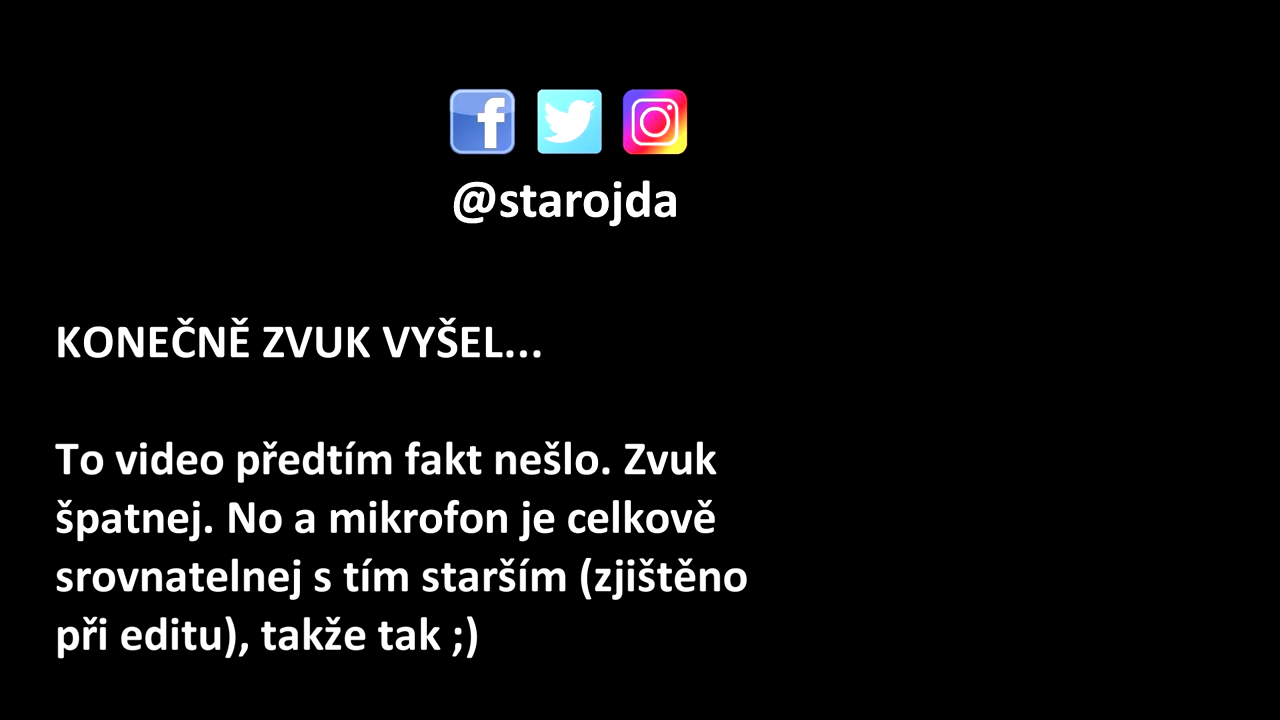 @starojda
KONEČNĚ ZVUK VYŠEL...
To video předtím fakt nešlo. Zvuk
špatnej. No a mikrofon je celkově
srovnatelnej s tím starším (zjištěno
při editu), takže tak ;)